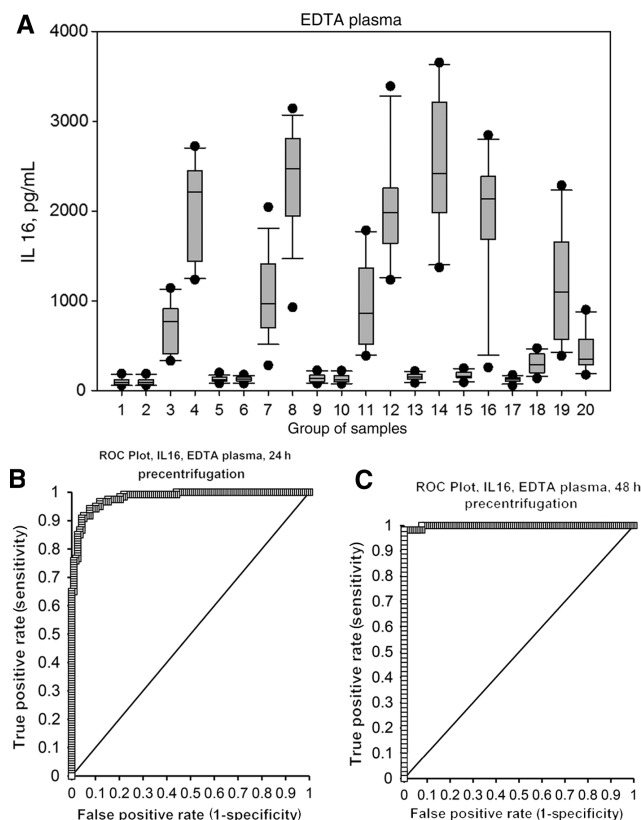 A
EDTA plasma
4000
3000
2000
1000
0
IL 16, pg/mL
1 2 3 4 5 6 7 8 9 10 11 12 13 14 15 16 17 18 19 20
Group of samples
B
ROC Plot, IL16, EDTA plasma, 24 h
precentrifugation
1
0.9
0.8
0.7
0.6
0.5
0.4
0.3
0.2
0.1
0
True positive rate (sensitivity)
0 0.1 0.2 0.3 0.4 0.5 0.6 0.7 0.8 0.9 1
False positive rate (1-specificity)
C
ROC Plot, IL16, EDTA plasma, 48 h
precentrifugation
1
0.9
0.8
0.7
0.6
0.5
0.4
0.3
0.2
0.1
0
True positive rate (sensitivity)
0 0.1 0.2 0.3 0.4 0.5 0.6 0.7 0.8 0.9 1
False positive rate (1-specificity)